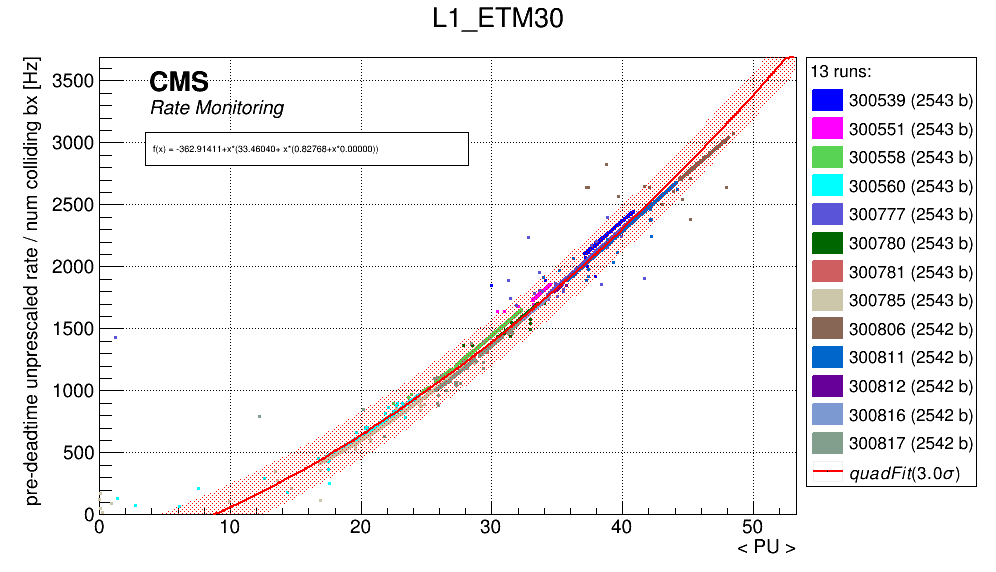 L1_ETM30
pre-deadtime unprescaled rate / num colliding bx [Hz]
3500
3000
2500
2000
1500
1000
500
0
CMS
Rate Monitoring
f(x) = -362.91411+x*(33.46040+ x*(0.82768+x*0.00000))
0 10 20 30 40 50
< PU >
13 runs:
300539 (2543 b)
300551 (2543 b)
300558 (2543 b)
300560 (2543 b)
300777 (2543 b)
300780 (2543 b)
300781 (2543 b)
300785 (2543 b)
300806 (2542 b)
300811 (2542 b)
300812 (2542 b)
300816 (2542 b)
300817 (2542 b)
quadFit(3.0σ)